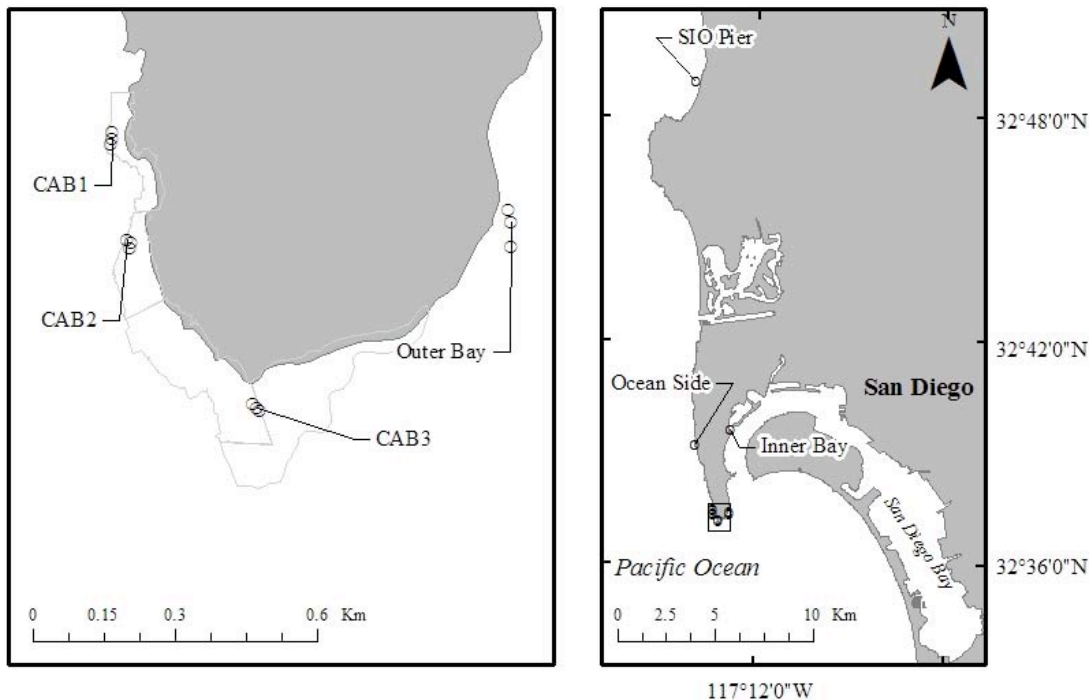 CAB1
CAB2
Outer Bay
CAB3
0 0.15 0.3 0.6 Km
SIO Pier
N
32°48'0"N
32°42'0"N
Ocean Side
San Diego
Inner Bay
San Diego Bay
Pacific Ocean
32°36'0"N
0 2.5 5 10 Km
117°12'0"W